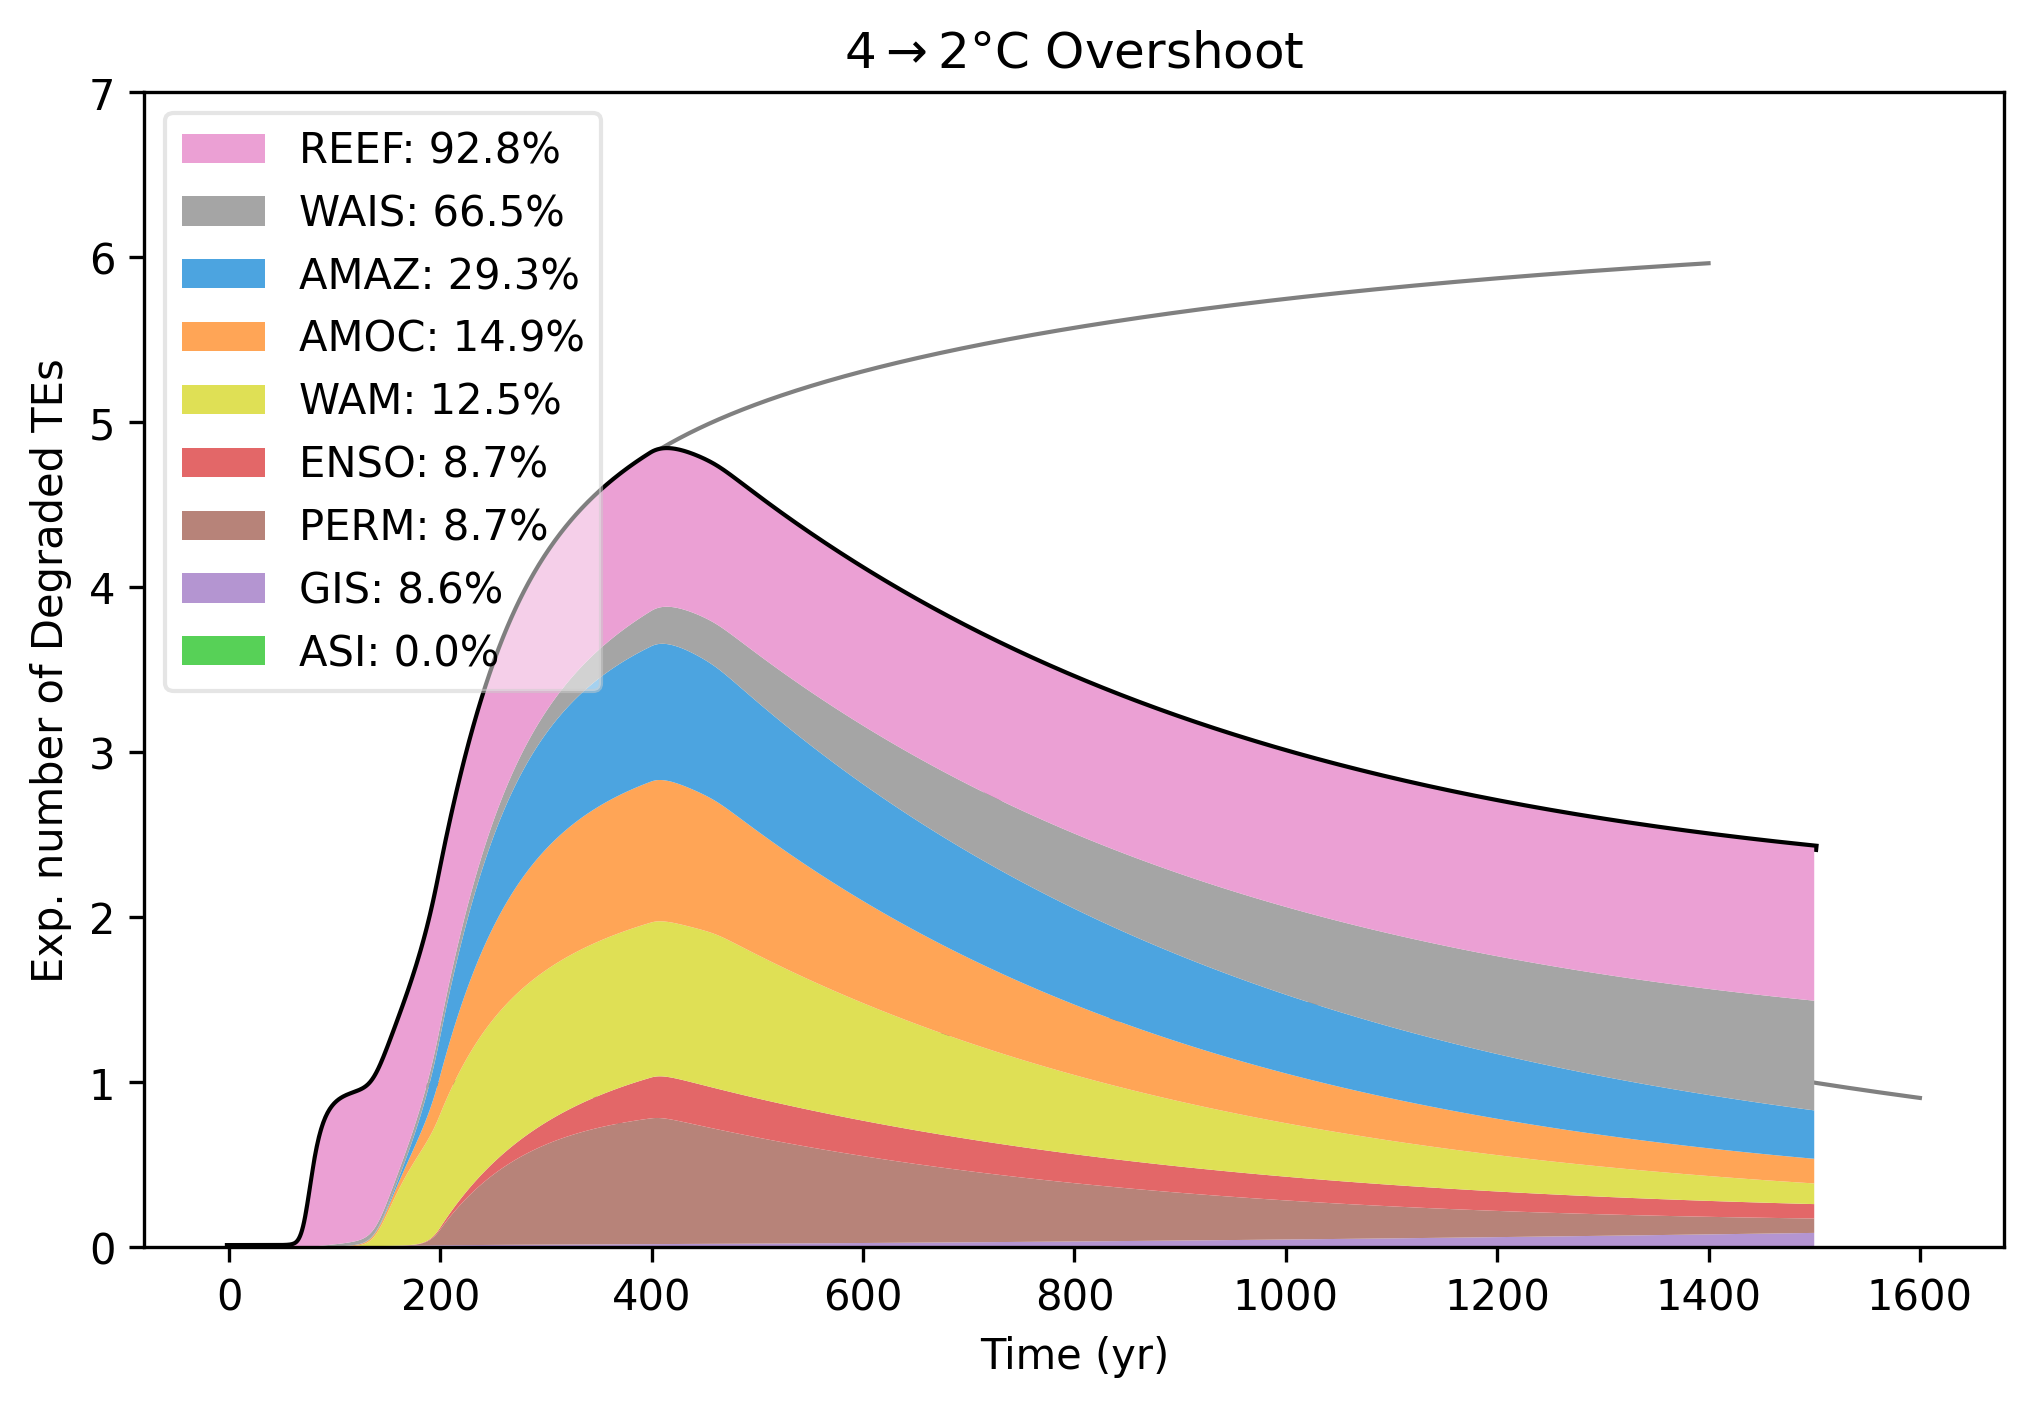 4→2°C Overshoot
Exp. number of Degraded TEs
7
6
5
4
3
2
1
0
REEF: 92.8%
WAIS: 66.5%
AMAZ: 29.3%
AMOC: 14.9%
WAM: 12.5%
ENSO: 8.7%
PERM: 8.7%
GIS: 8.6%
ASI: 0.0%
0 200 400 600 800 1000 1200 1400 1600
Time (yr)